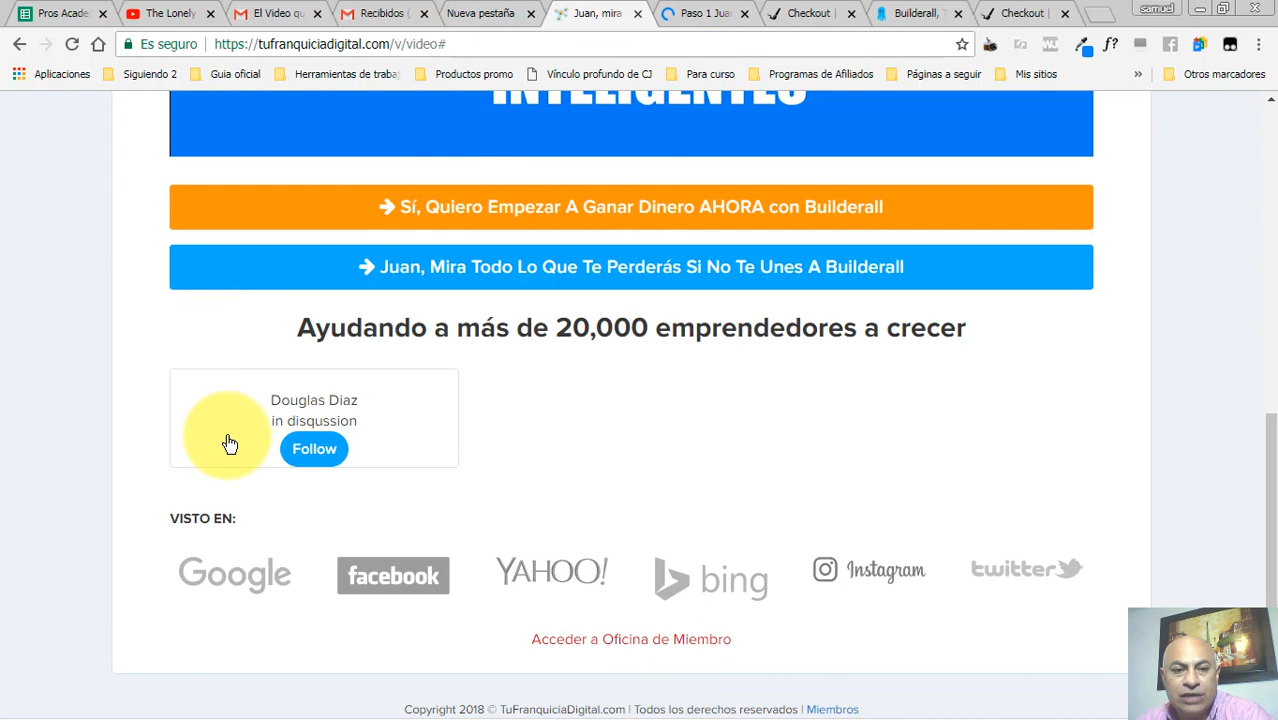 Pros Acade
The Lonely
El Video qu
Recibidos (
Nueva pestaña
Juan, mira
Paso 1 Jua
Checkout
Builderall, T
Checkout |
samuel
Es seguro
https://tufranquiciadigital.com/v/video#
f?
Aplicaciones
Siguiendo 2
Guia oficial
Herramientas de traba
Productos promo
Vínculo profundo de CJ
Para curso
Programas de Afiliados
Páginas a seguir
Mis sitios
»
Otros marcadores
INTELIGENTES
Sí, Quiero Empezar A Ganar Dinero AHORA con Builderall
Juan, Mira Todo Lo Que Te Perderás Si No Te Unes A Builderall
Ayudando a más de 20,000 emprendedores a crecer
Douglas Diaz
in disqussion
Follow
VISTO EN:
Google
facebook
YAHOO!
bing
Instagram
twitter
Acceder a Oficina de Miembro
Copyright 2018 © TuFranquiciaDigital.com | Todos los derechos reservados | Miembros